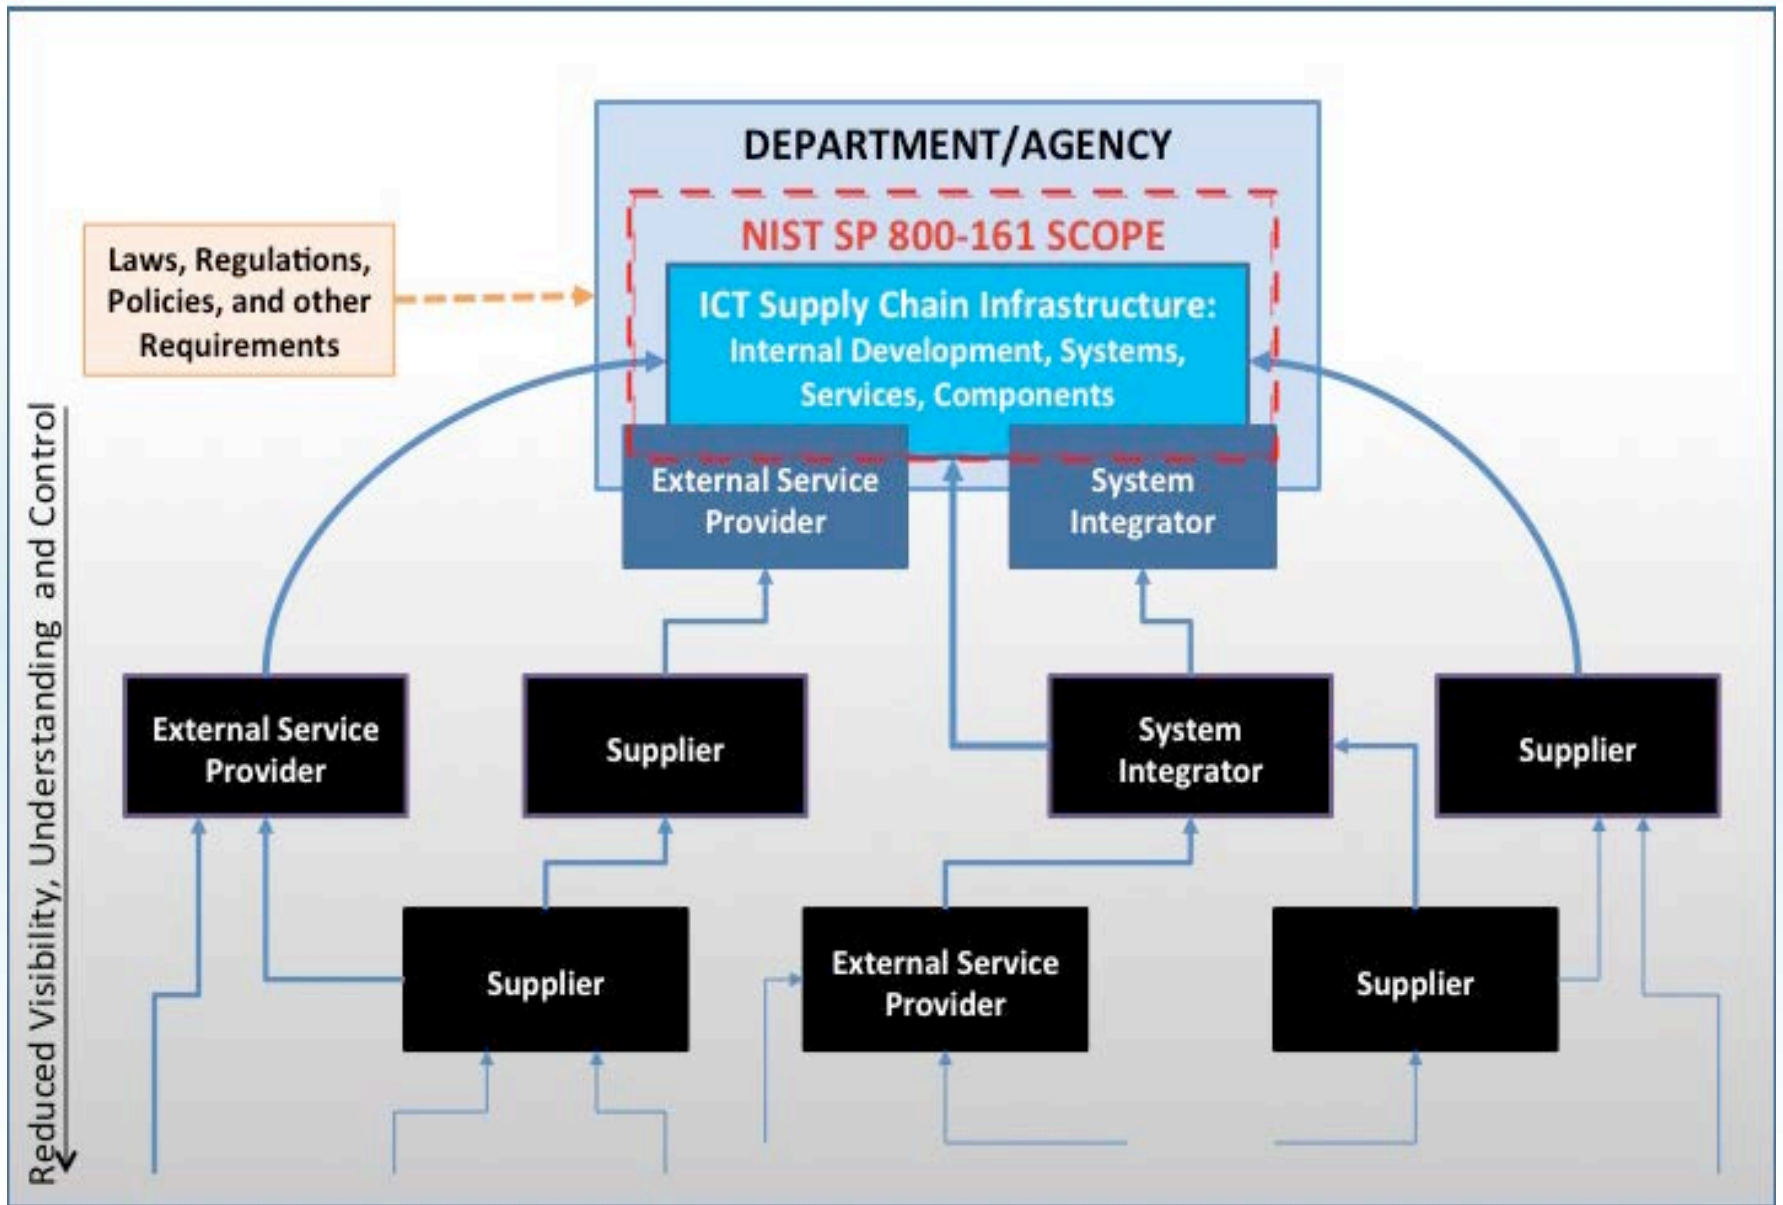 DEPARTMENT/AGENCY
NIST SP 800-161 SCOPE
Laws, Regulations,
Policies, and other
Requirements
ICT Supply Chain Infrastructure:
Internal Development, Systems,
Services, Components
External Service
Provider
System
Integrator
Reduced Visibility, Understanding and Control
External Service
Provider
Supplier
System
Integrator
Supplier
Supplier
External Service
Provider
Supplier